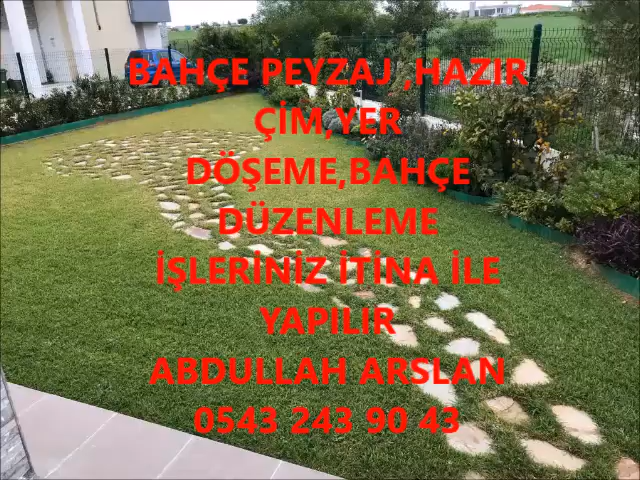 BAHÇE PEYZAJ ,HAZIR
ÇİM,YER
DÖŞEME,BAHÇE
DÜZENLEME
İŞLERİNİZ İTİNA İLE
YAPILIR
ABDULLAH ARSLAN
0543 243 90 43